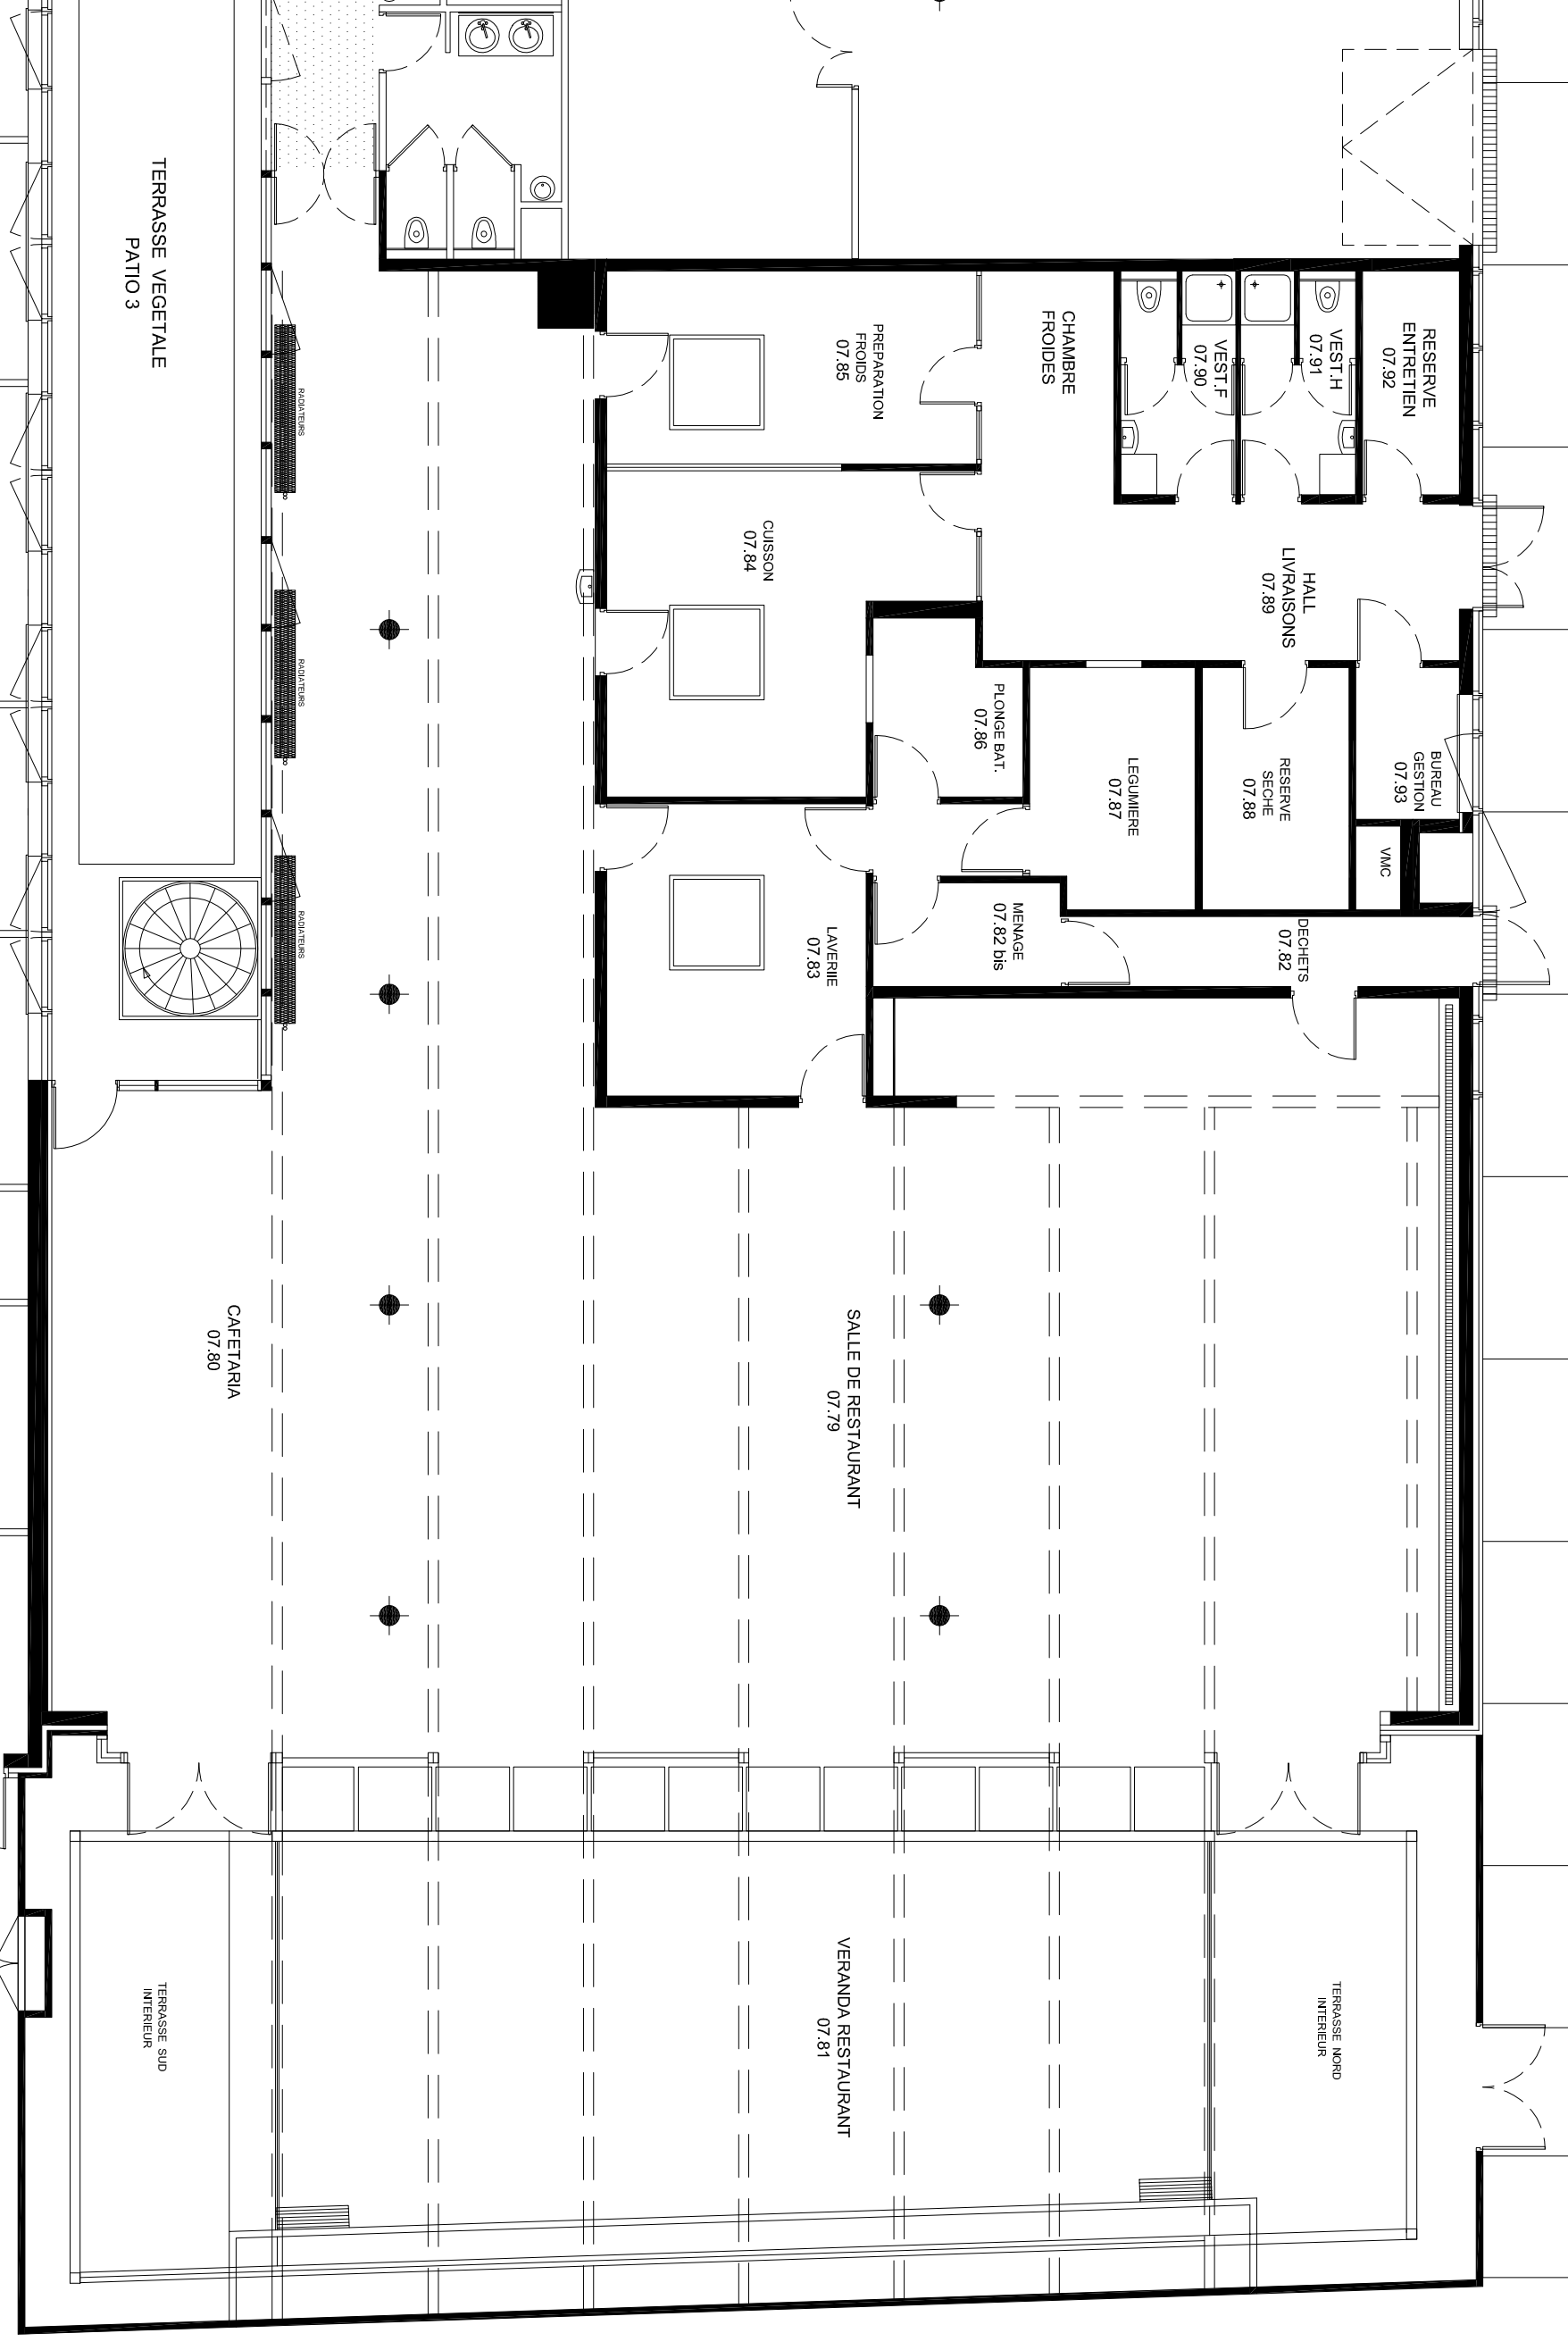 TERRASSE VEGETALE
PATIO 3
RADIATEURS
RADIATEURS
RADIATEURS
PREPARATION
FROIDS
07.85
CHAMBRE
FROIDES
VEST.F
07.90
VEST.H
07.91
RESERVE
ENTRETIEN
07.92
CUISSON
07.84
HALL
LIVRAISONS
07.89
PLONGE BAT.
07.86
LEGUMIERE
07.87
RESERVE
SECHE
07.88
BUREAU
GESTION
07.93
VMC
LAVERIIE
07.83
MENAGE
07.82 bis
DECHETS
07.82
CAFETARIA
07.80
SALLE DE RESTAURANT
07.79
TERRASSE SUD
INTERIEUR
VERANDA RESTAURANT
07.81
TERRASSE NORD
INTERIEUR